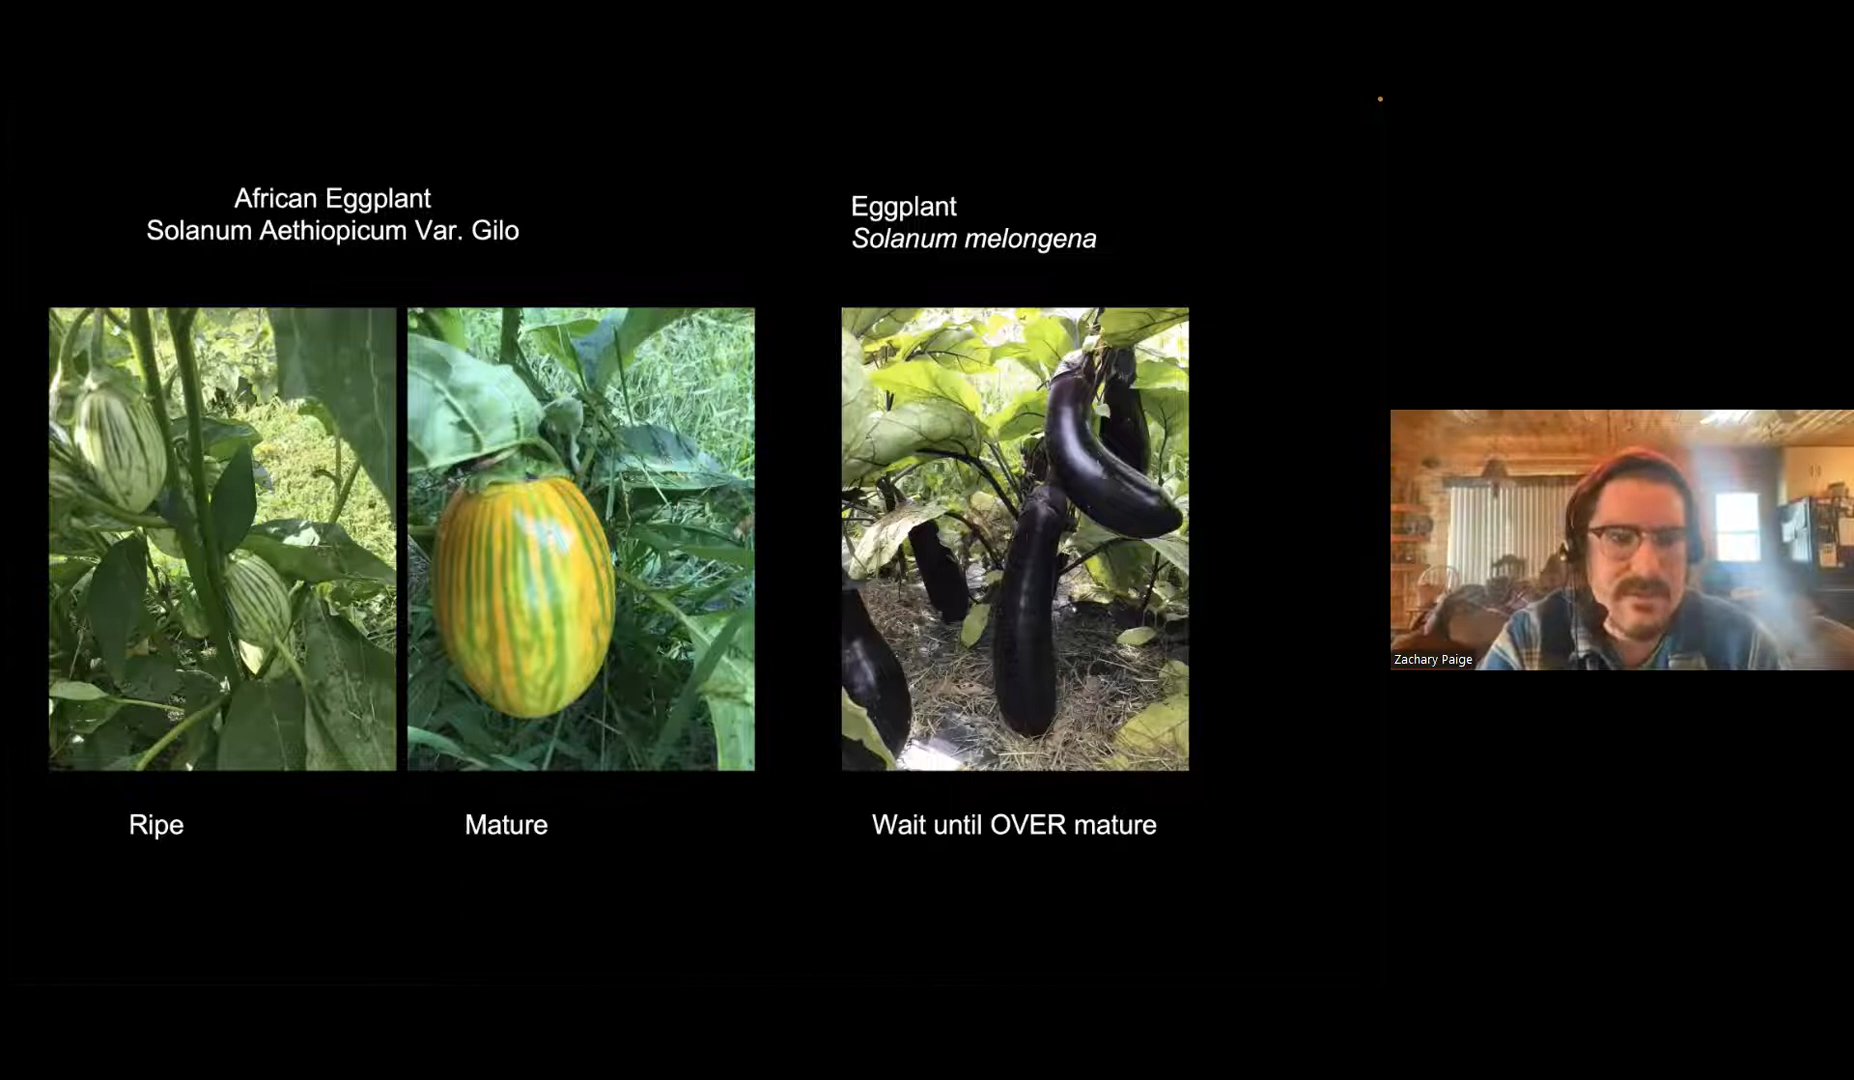 African Eggplant
Solanum Aethiopicum Var. Gilo
Eggplant
Solanum melongena
Ripe
Mature
Wait until OVER mature
Zachary Paige